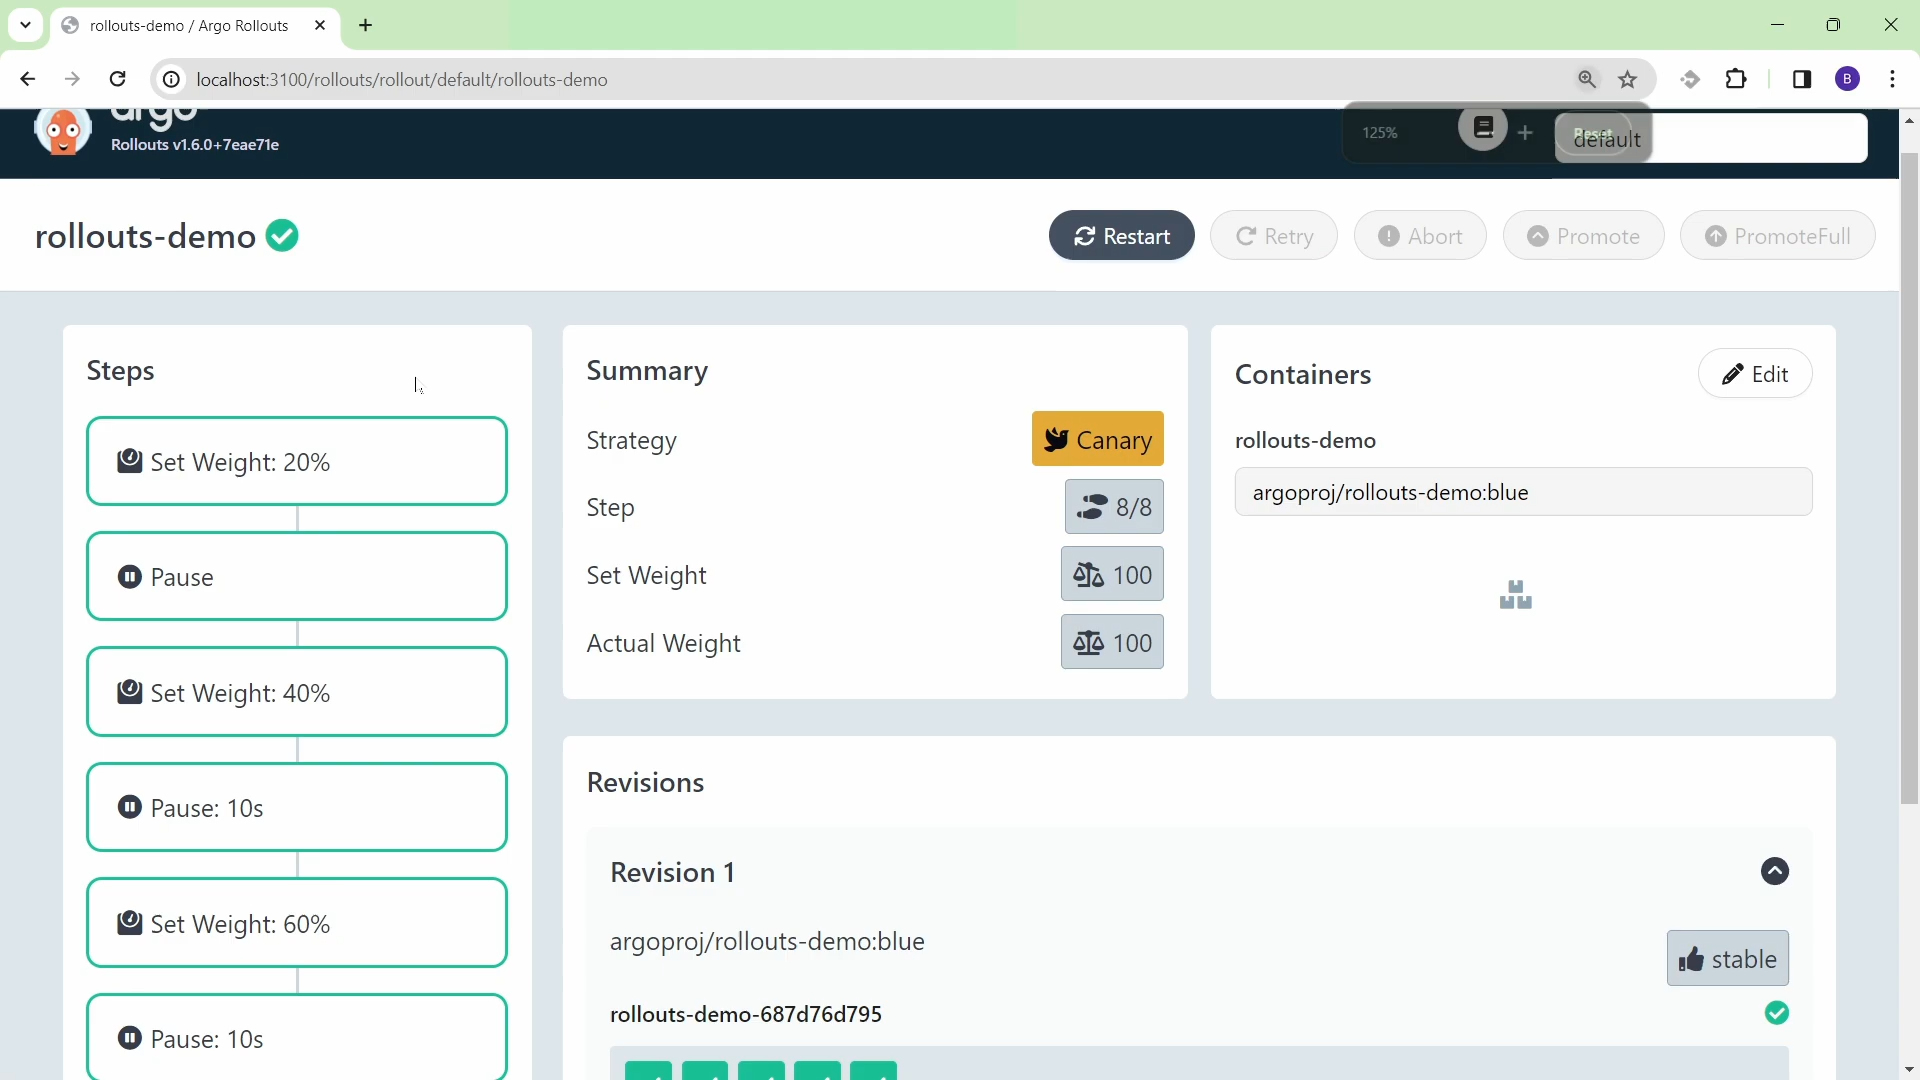 rollouts-demo / Argo Rollouts
localhost:3100/rollouts/rollout/default/rollouts-demo
B
argo
Rollouts v1.6.0+7eae71e
125%
Reset
default
rollouts-demo
Restart
Retry
Abort
Promote
PromoteFull
Steps
Set Weight: 20%
Pause
Set Weight: 40%
Pause: 10s
Set Weight: 60%
Pause: 10s
Summary
Strategy
Canary
Step
8/8
Set Weight
100
Actual Weight
100
Containers
Edit
rollouts-demo
argoproj/rollouts-demo:blue
Revisions
Revision 1
argoproj/rollouts-demo:blue
stable
rollouts-demo-687d76d795